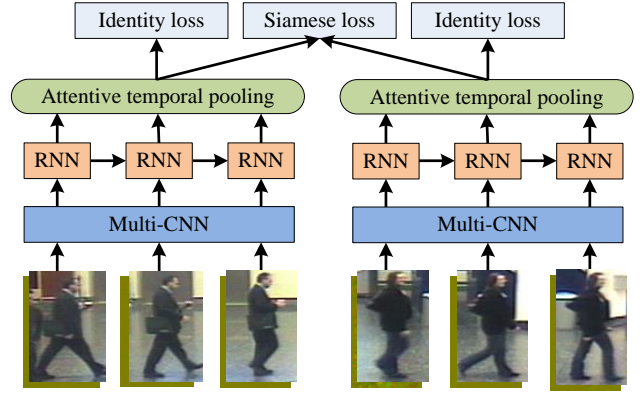 Identity loss
Siamese loss
Identity loss
Attentive temporal pooling
Attentive temporal pooling
RNN
RNN
RNN
RNN
RNN
RNN
Multi-CNN
Multi-CNN